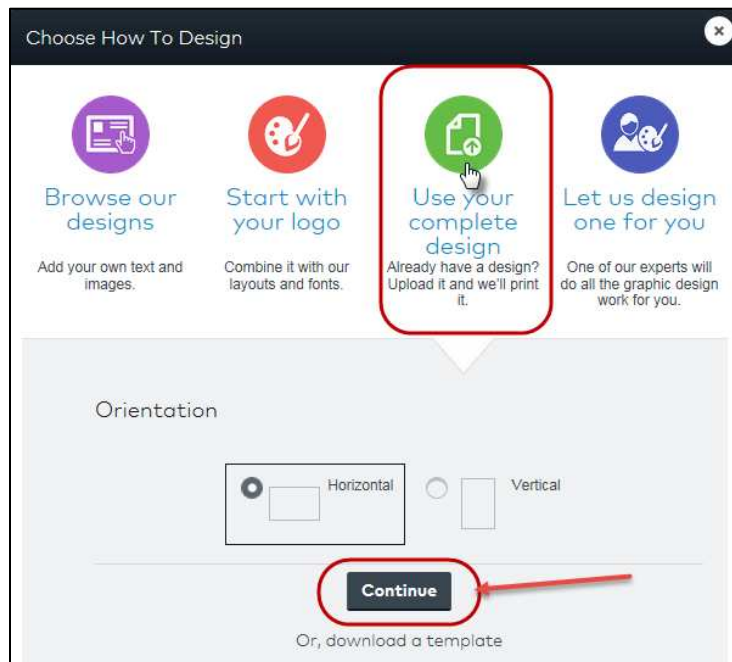 Choose How To Design
Browse our
designs
Add your own text and
images.
Start with
your logo
Combine it with our
layouts and fonts.
Use your
complete
design
Already have a design?
Upload it and we'll print
it.
Let us design
one for you
One of our experts will
do all the graphic design
work for you.
Orientation
Horizontal
Vertical
Continue
Or, download a template